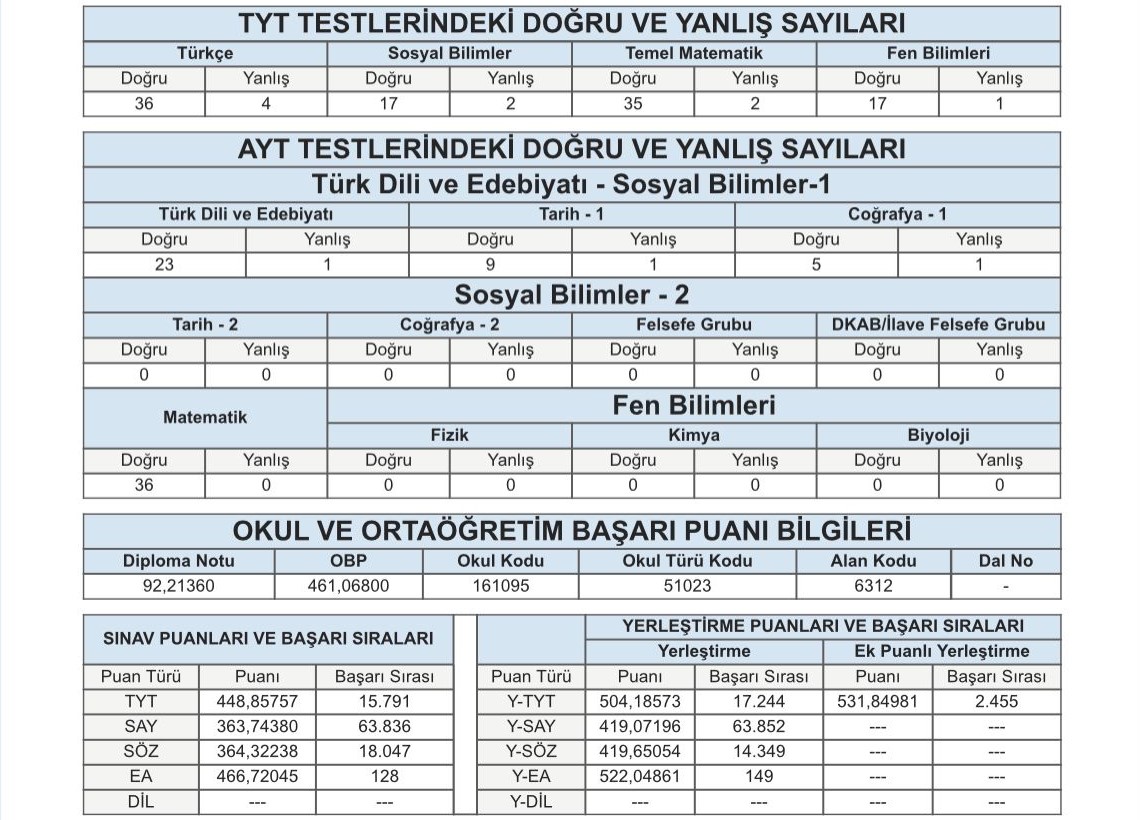 TYT TESTLERİNDEKİ DOĞRU VE YANLIŞ SAYILARI
Türkçe Sosyal Bilimler Temel Matematik Fen Bilimleri
Doğru Yanlış Doğru Yanlış Doğru Yanlış Doğru Yanlış
36 4 17 2 35 2 17 1
AYT TESTLERİNDEKİ DOĞRU VE YANLIŞ SAYILARI
Türk Dili ve Edebiyatı - Sosyal Bilimler-1
Türk Dili ve Edebiyatı Tarih - 1 Coğrafya - 1
Doğru Yanlış Doğru Yanlış Doğru Yanlış
23 1 9 1 5 1
Sosyal Bilimler - 2
Tarih - 2 Coğrafya - 2 Felsefe Grubu DKAB/İlave Felsefe Grubu
Doğru Yanlış Doğru Yanlış Doğru Yanlış Doğru Yanlış
0 0 0 0 0 0 0 0
Matematik Fen Bilimleri
Fizik Kimya Biyoloji
Doğru Yanlış Doğru Yanlış Doğru Yanlış Doğru Yanlış
36 0 0 0 0 0 0 0
OKUL VE ORTAÖĞRETİM BAŞARI PUANI BİLGİLERİ
Diploma Notu OBP Okul Kodu Okul Türü Kodu Alan Kodu Dal No
92,21360 461,06800 161095 51023 6312 -
SINAV PUANLARI VE BAŞARI SIRALARI
Puan Türü Puanı Başarı Sırası
TYT 448,85757 15.791
SAY 363,74380 63.836
SÖZ 364,32238 18.047
EA 466,72045 128
DİL --- ---
YERLEŞTİRME PUANLARI VE BAŞARI SIRALARI
Yerleştirme Ek Puanlı Yerleştirme
Puan Türü Puanı Başarı Sırası Puanı Başarı Sırası
Y-TYT 504,18573 17.244 531,84981 2.455
Y-SAY 419,07196 63.852 --- ---
Y-SÖZ 419,65054 14.349 --- ---
Y-EA 522,04861 149 --- ---
Y-DİL --- --- --- ---